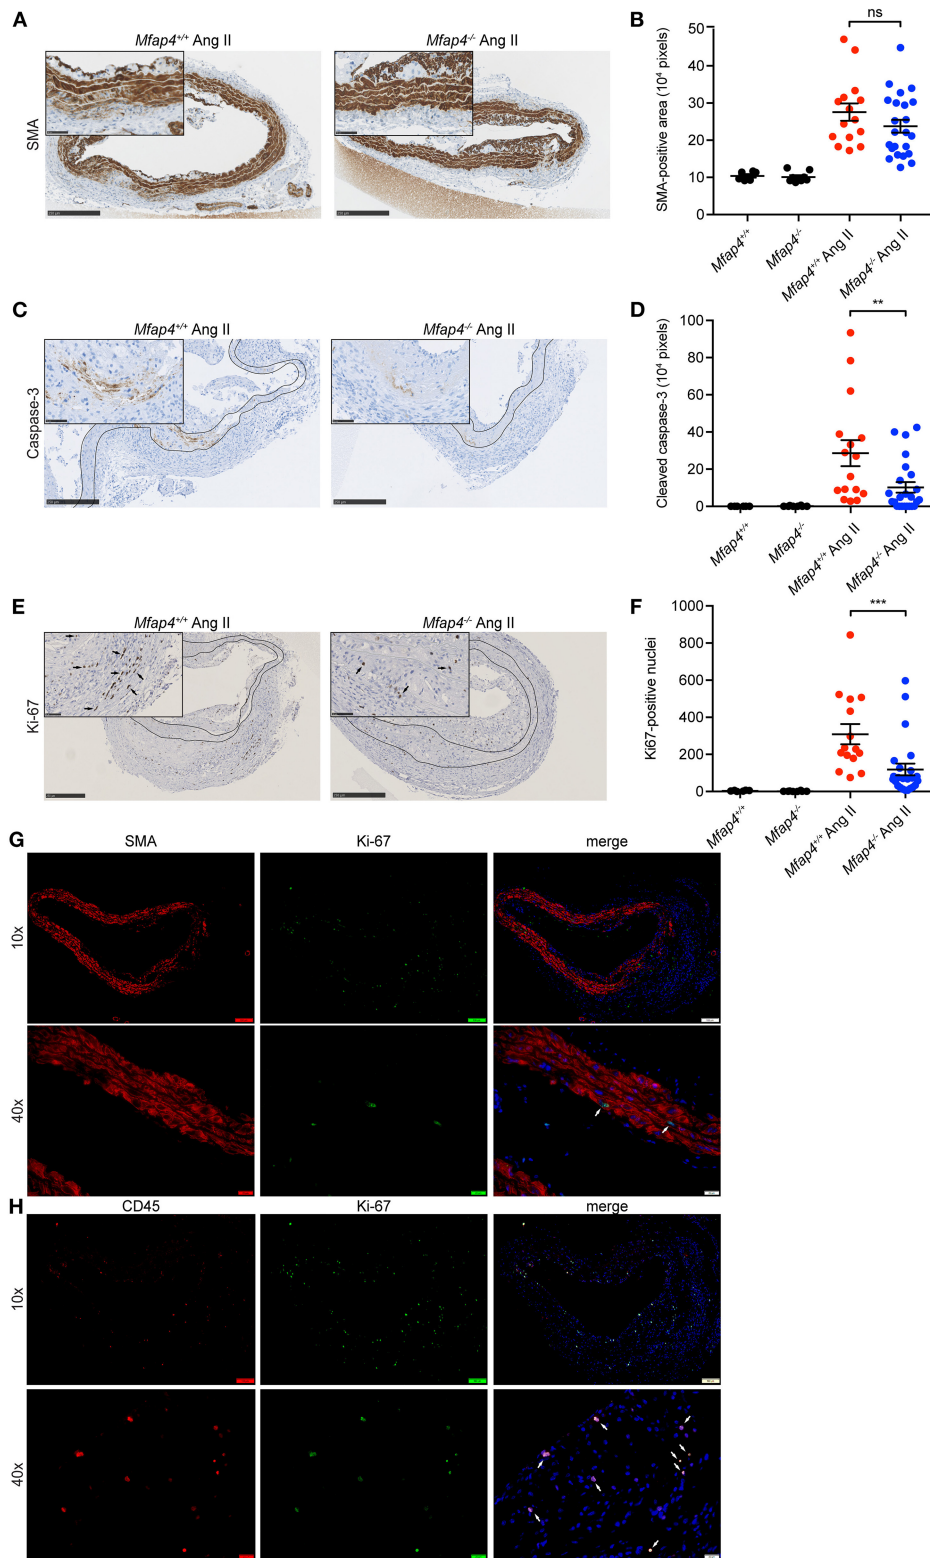 A
Mfap4+/+ Ang II
Mfap4-/- Ang II
SMA
B
ns
SMA-positive area (10⁴ pixels)
50
40
30
20
10
0
Mfap4+/+
Mfap4-/-
Mfap4+/+ Ang II
Mfap4-/- Ang II
C
Mfap4+/+ Ang II
Mfap4-/- Ang II
Caspase-3
D
**
Cleaved caspase-3 (10⁴ pixels)
100
80
60
40
20
0
Mfap4+/+
Mfap4-/-
Mfap4+/+ Ang II
Mfap4-/- Ang II
E
Mfap4+/+ Ang II
Mfap4-/- Ang II
Ki-67
F
***
Ki67-positive nuclei
1000
800
600
400
200
0
Mfap4+/+
Mfap4-/-
Mfap4+/+ Ang II
Mfap4-/- Ang II
G
SMA
Ki-67
merge
10x
40x
H
CD45
Ki-67
merge
10x
40x